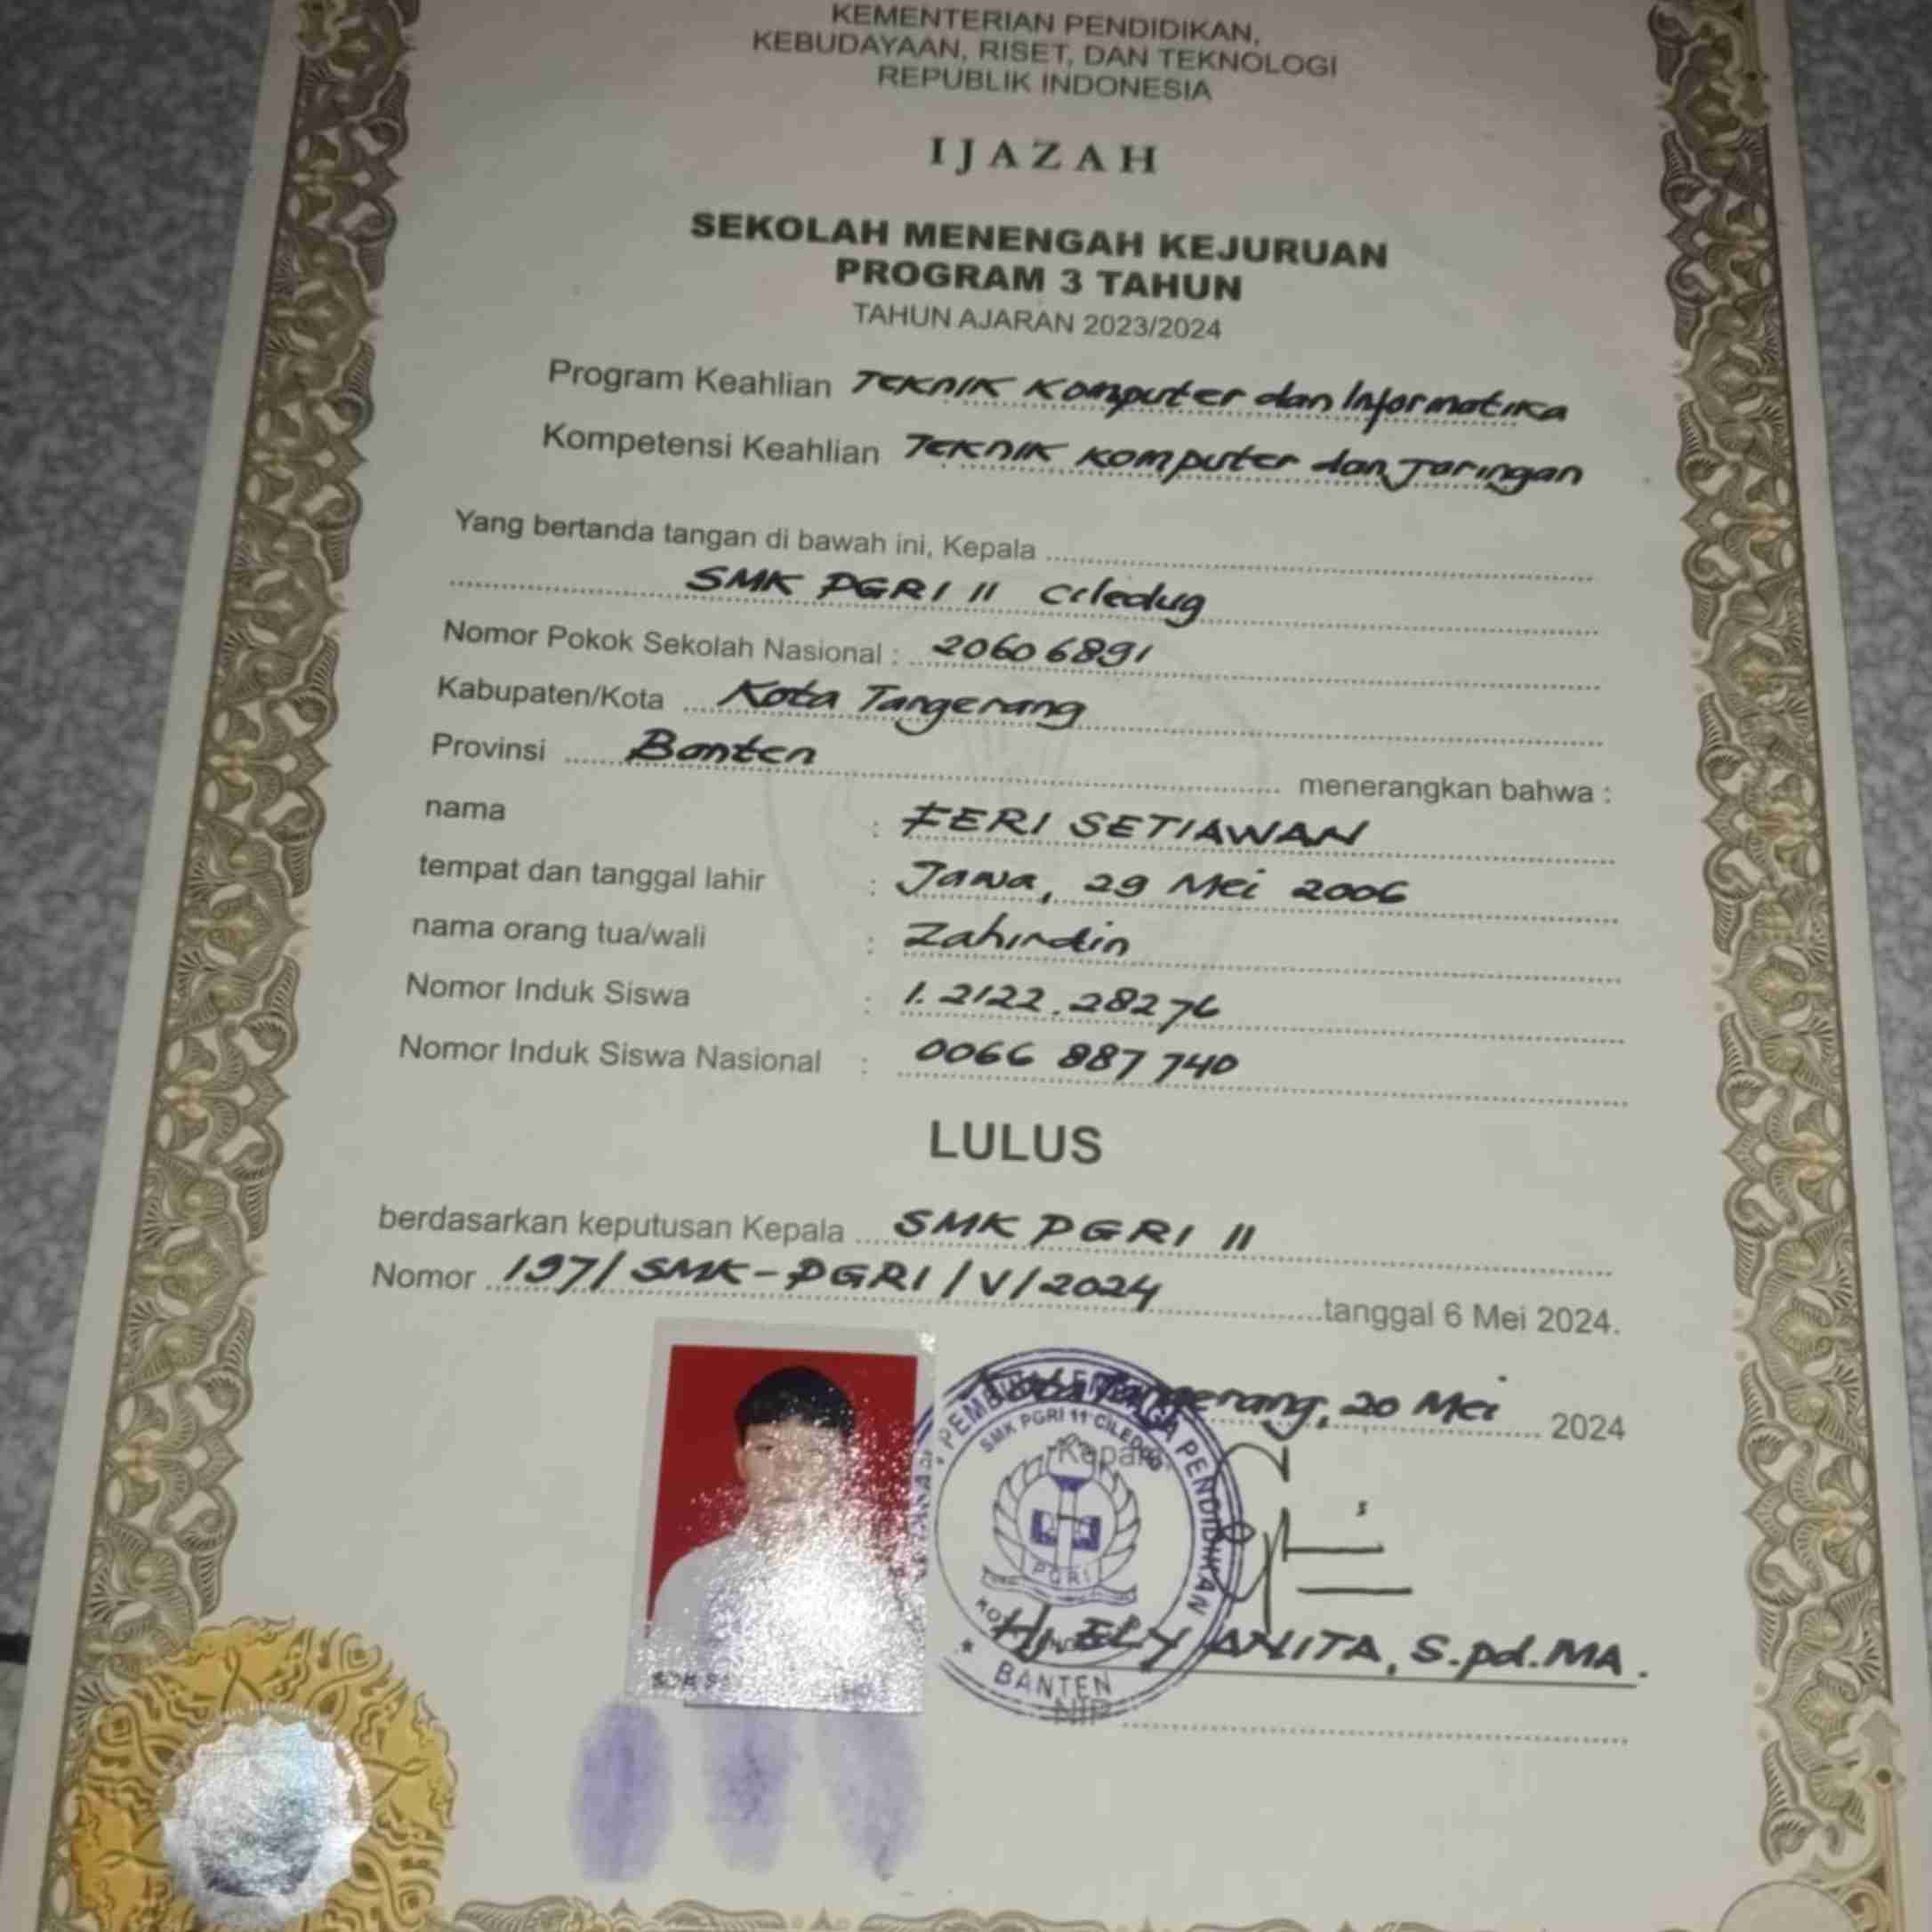 KEMENTERIAN PENDIDIKAN,
KEBUDAYAAN, RISET, DAN TEKNOLOGI
REPUBLIK INDONESIA
IJAZAH
SEKOLAH MENENGAH KEJURUAN
PROGRAM 3 TAHUN
TAHUN AJARAN 2023/2024
Program Keahlian Teknik Komputer dan Informatika
Kompetensi Keahlian Teknik Komputer dan Jaringan
Yang bertanda tangan di bawah ini, Kepala
SMK PGRI 11 Ciledug
Nomor Pokok Sekolah Nasional : 20606891
Kabupaten/Kota Kota Tangerang
Provinsi Banten menerangkan bahwa :
nama : FERI SETIAWAN
tempat dan tanggal lahir : Jawa, 29 Mei 2006
nama orang tua/wali : Zahirdin
Nomor Induk Siswa : 1.2122.28276
Nomor Induk Siswa Nasional : 0066 887 740
LULUS
berdasarkan keputusan Kepala SMK PGRI 11
Nomor 197/SMK-PGRI/V/2024 tanggal 6 Mei 2024.
Kota Tangerang, 20 Mei 2024
PEMBINA LEMBAGA PENDIDIKAN
SMK PGRI 11 CILEDUG
Kepala
PGRI
Hj. ELY ANITA, S.pd.MA.
BANTEN
NIP